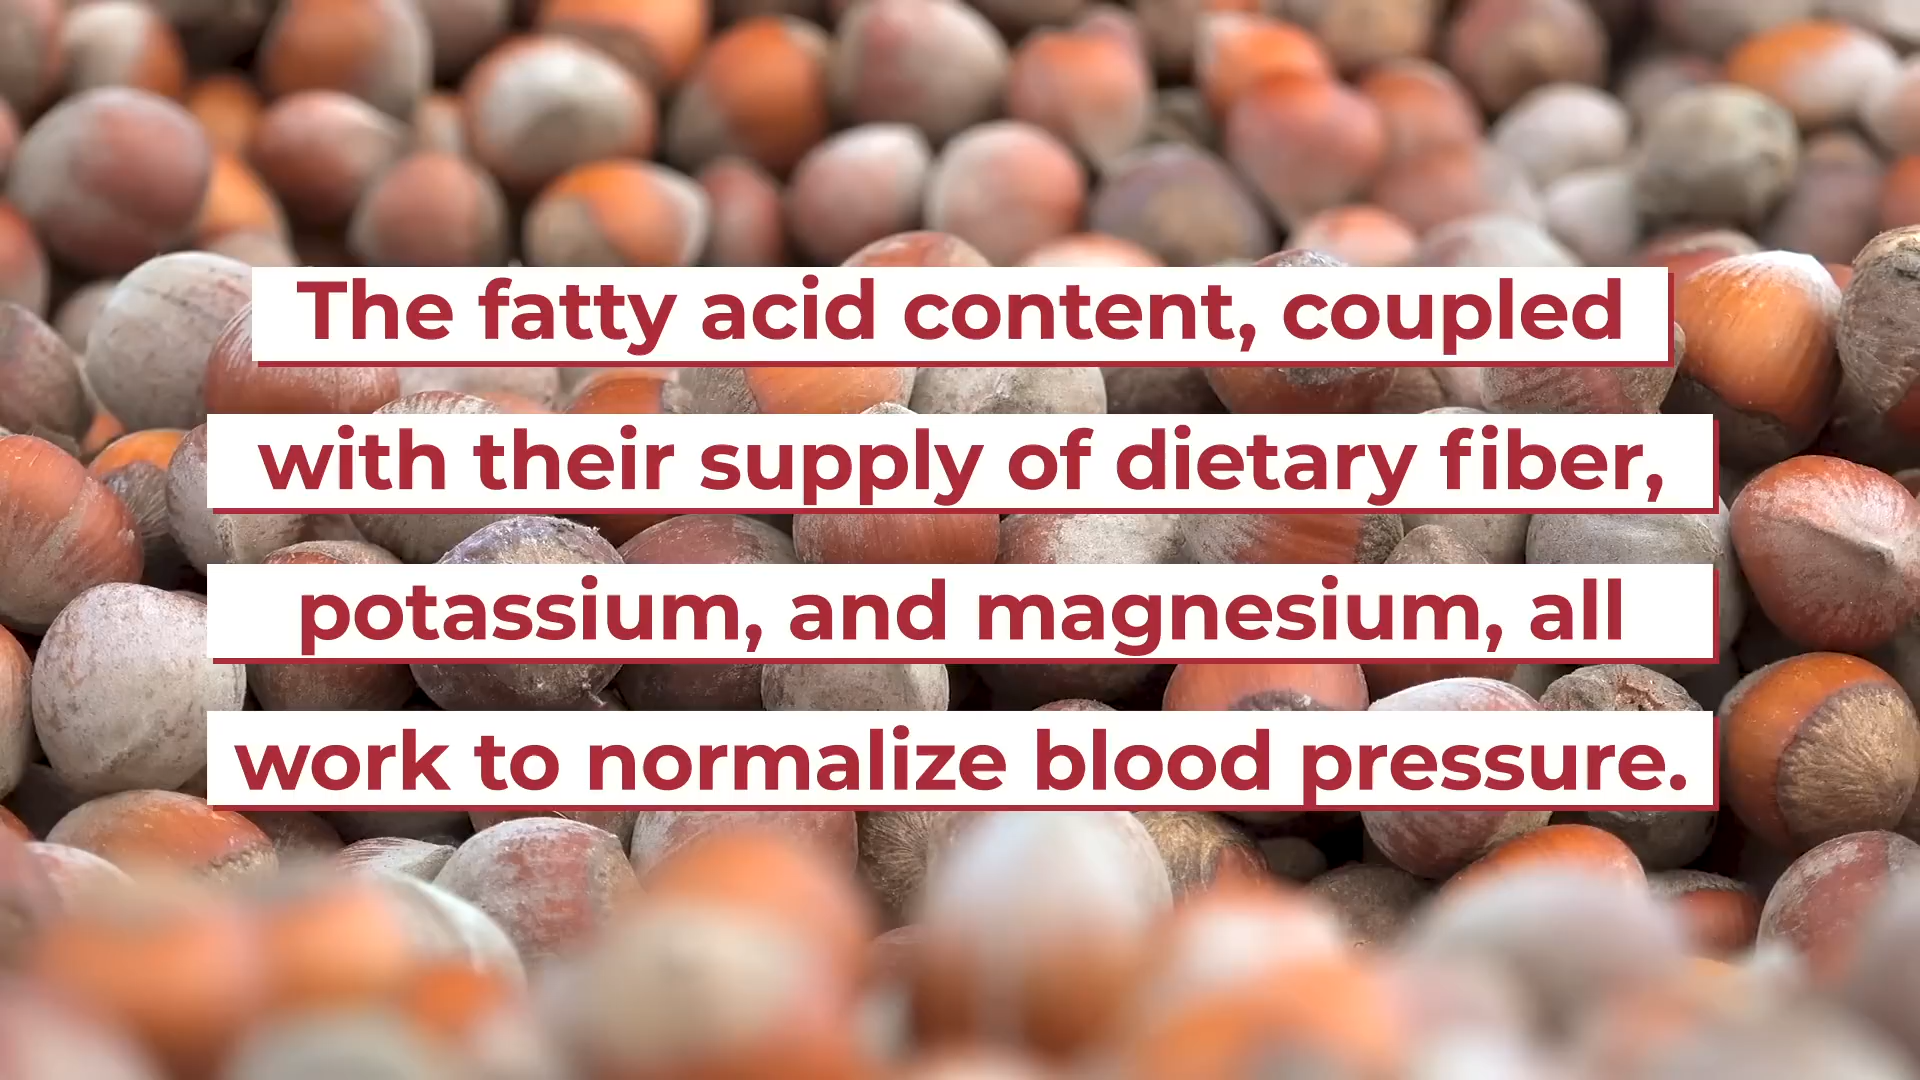 The fatty acid content, coupled
with their supply of dietary fiber,
potassium, and magnesium, all
work to normalize blood pressure.